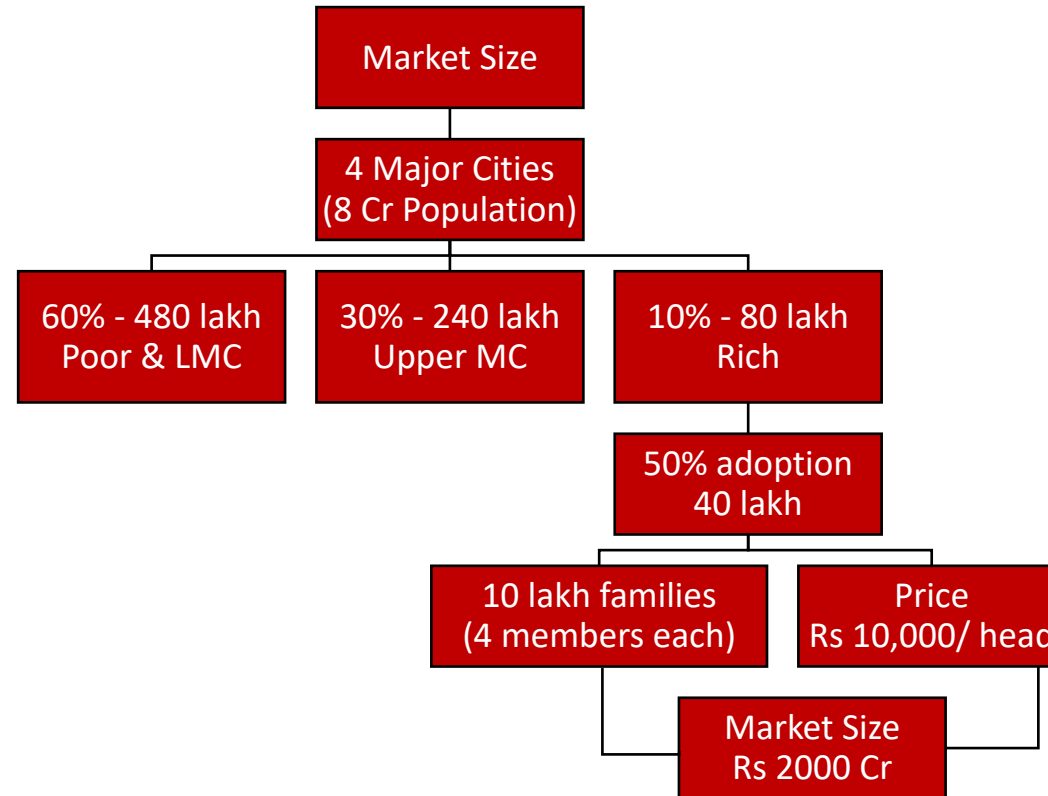 Market Size
4 Major Cities
(8 Cr Population)
60% - 480 lakh
Poor & LMC
30% - 240 lakh
Upper MC
10% - 80 lakh
Rich
50% adoption
40 lakh
10 lakh families
(4 members each)
Price
Rs 10,000/ head
Market Size
Rs 2000 Cr